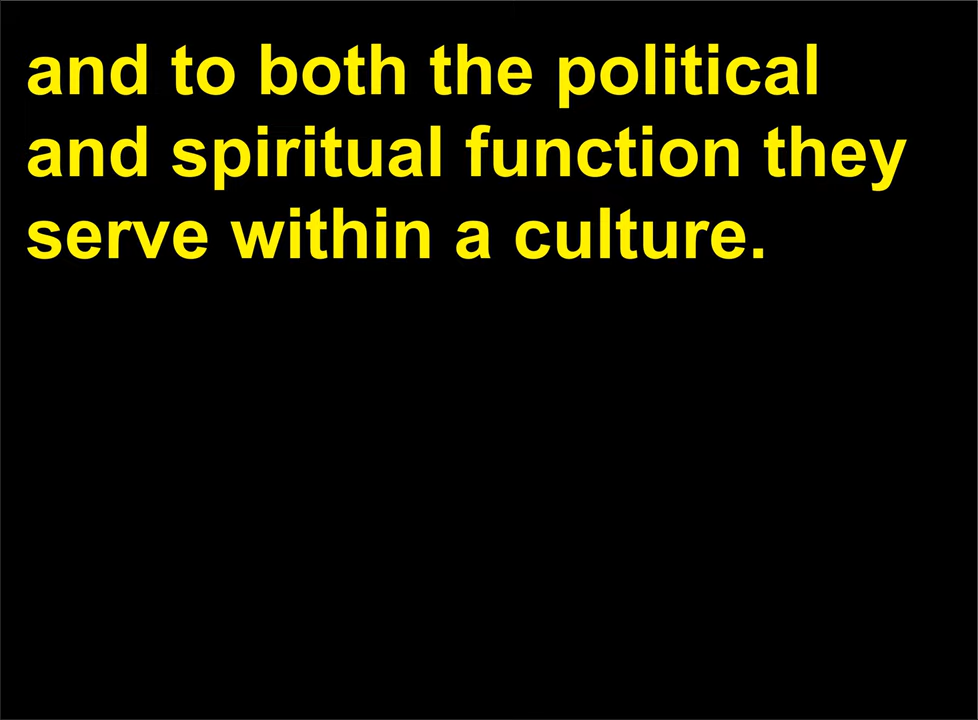 and to both the political
and spiritual function they
serve within a culture.